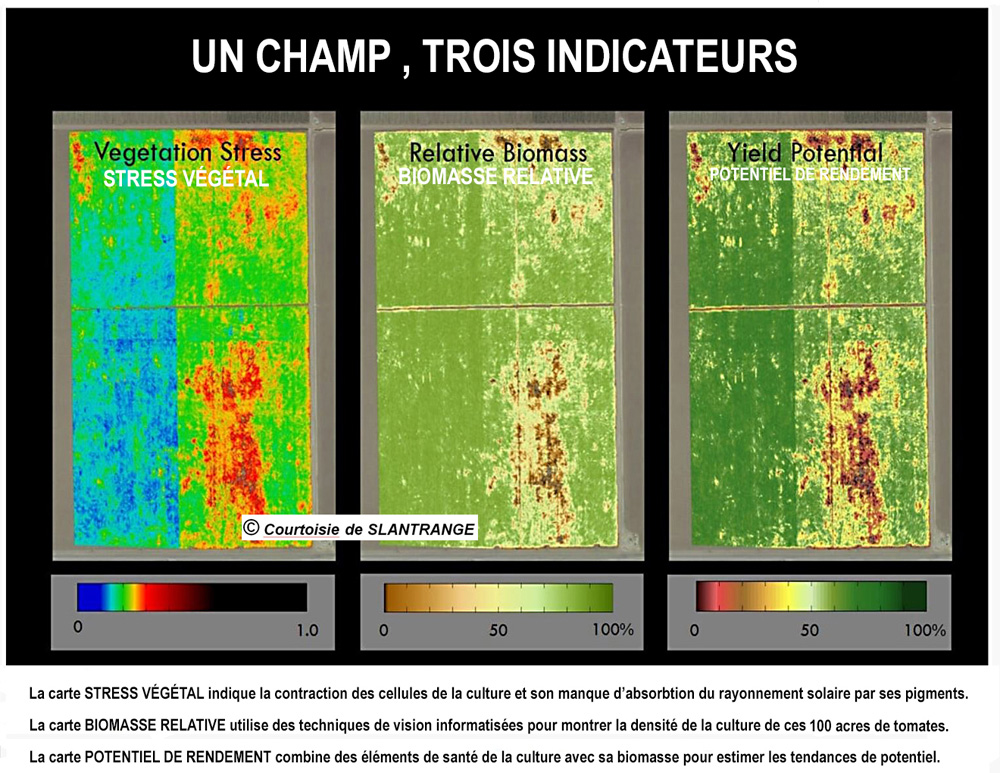 UN CHAMP , TROIS INDICATEURS
Vegetation Stress
STRESS VÉGÉTAL
Relative Biomass
BIOMASSE RELATIVE
Yield Potential
POTENTIEL DE RENDEMENT
© Courtoisie de SLANTRANGE
0 1.0
0 50 100%
0 50 100%
La carte STRESS VÉGÉTAL indique la contraction des cellules de la culture et son manque d'absorbtion du rayonnement solaire par ses pigments.
La carte BIOMASSE RELATIVE utilise des techniques de vision informatisées pour montrer la densité de la culture de ces 100 acres de tomates.
La carte POTENTIEL DE RENDEMENT combine des éléments de santé de la culture avec sa biomasse pour estimer les tendances de potentiel.